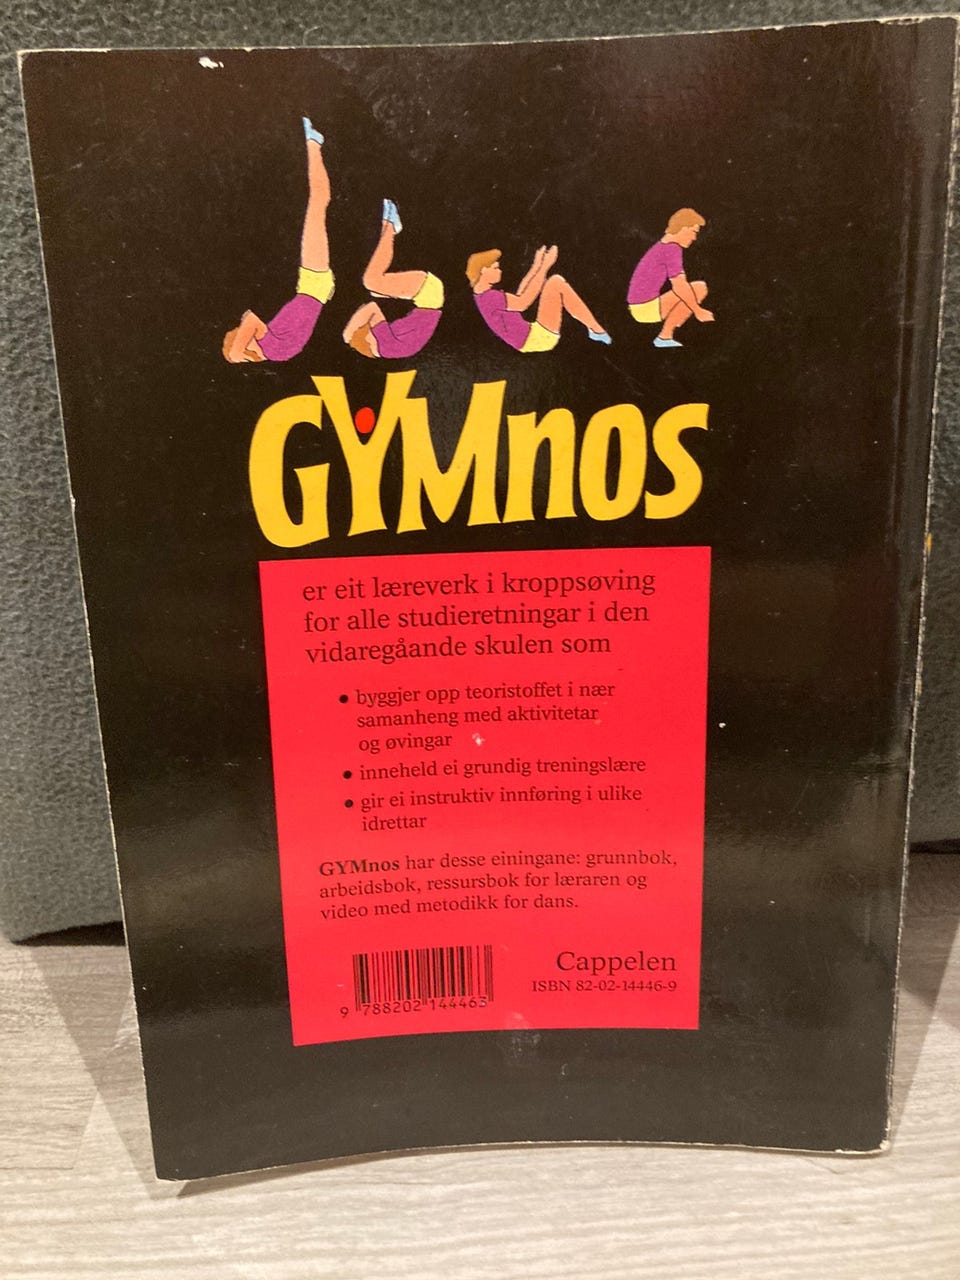 GYMnos
er eit læreverk i kroppsøving
for alle studieretningar i den
vidaregåande skulen som
• byggjer opp teoristoffet i nær
samanheng med aktivitetar
og øvingar
• inneheld ei grundig treningslære
• gir ei instruktiv innføring i ulike
idrettar
GYMnos har desse einingane: grunnbok,
arbeidsbok, ressursbok for læraren og
video med metodikk for dans.
Cappelen
ISBN 82-02-14446-9
9 788202 144463